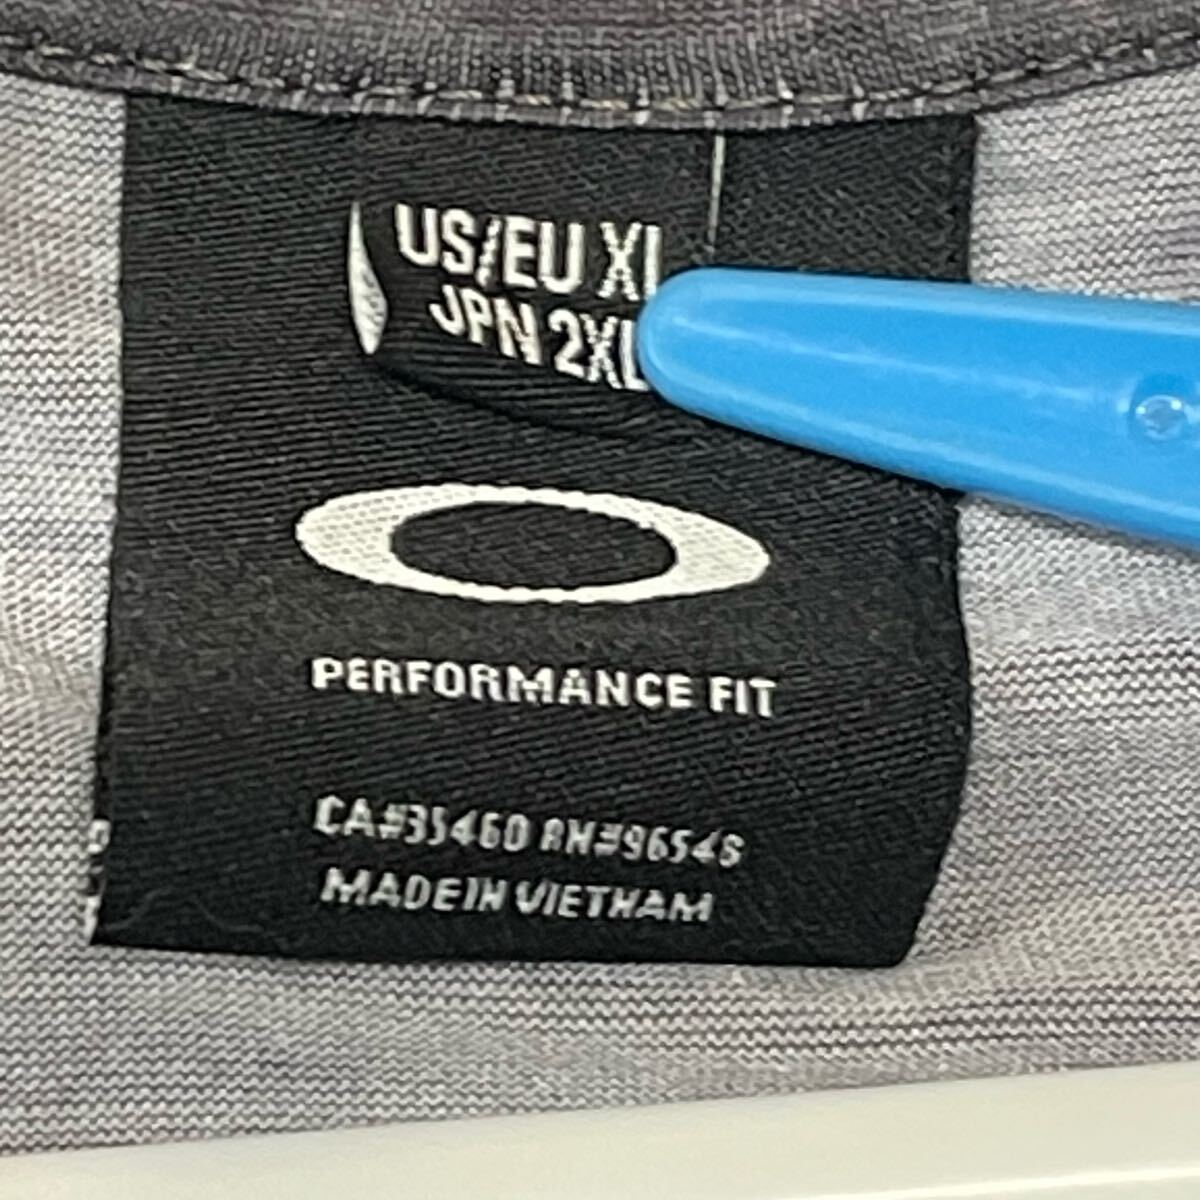 US/EU XL
JPN 2XL
PERFORMANCE FIT
CA#35460 RN#96548
MADE IN VIETNAM